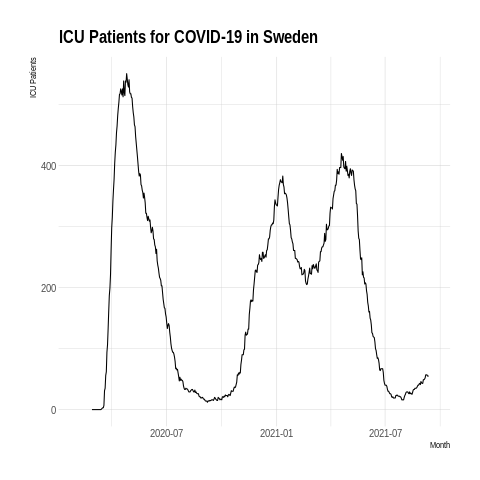 ICU Patients for COVID-19 in Sweden
ICU Patients
400
200
0
2020-07
2021-01
2021-07
Month